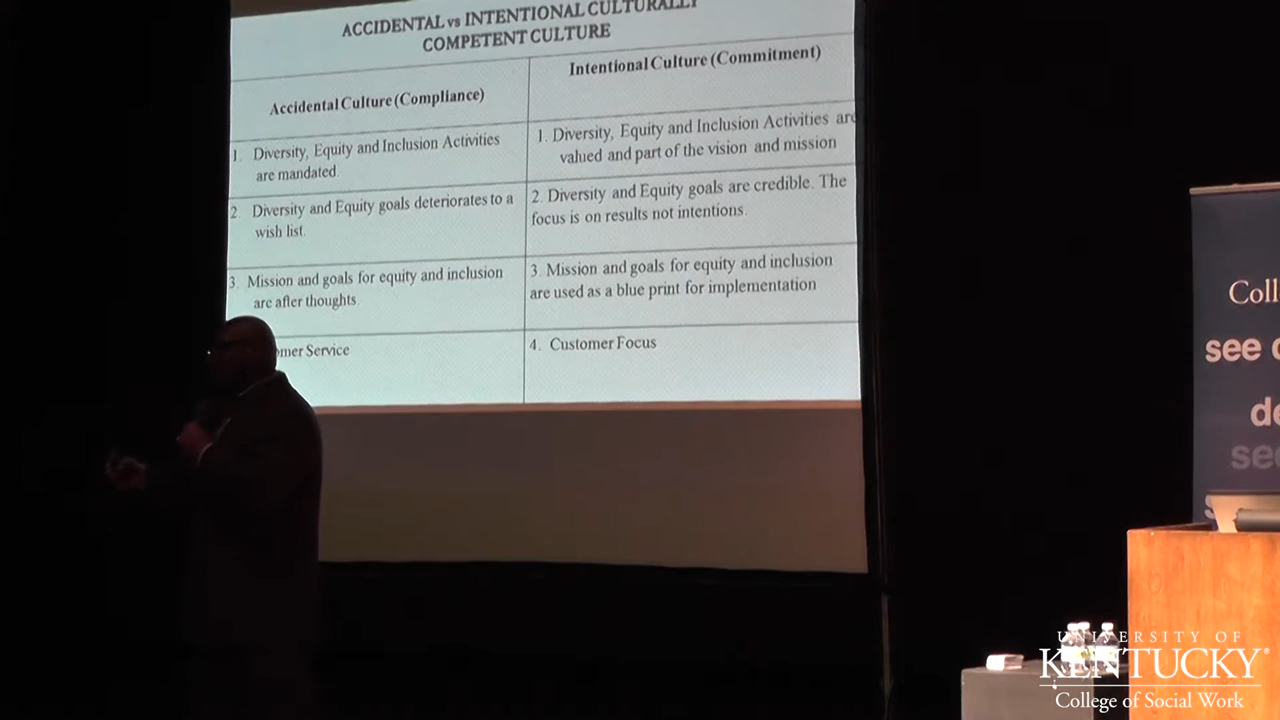 ACCIDENTAL vs INTENTIONAL CULTURALLY
COMPETENT CULTURE
Accidental Culture (Compliance)
Intentional Culture (Commitment)
1. Diversity, Equity and Inclusion Activities
are mandated.
1. Diversity, Equity and Inclusion Activities are
valued and part of the vision and mission
2. Diversity and Equity goals deteriorates to a
wish list.
2. Diversity and Equity goals are credible. The
focus is on results not intentions.
3. Mission and goals for equity and inclusion
are after thoughts.
3. Mission and goals for equity and inclusion
are used as a blue print for implementation
mer Service
4. Customer Focus
Coll
see
de
see
UNIVERSITY OF
KENTUCKY®
College of Social Work